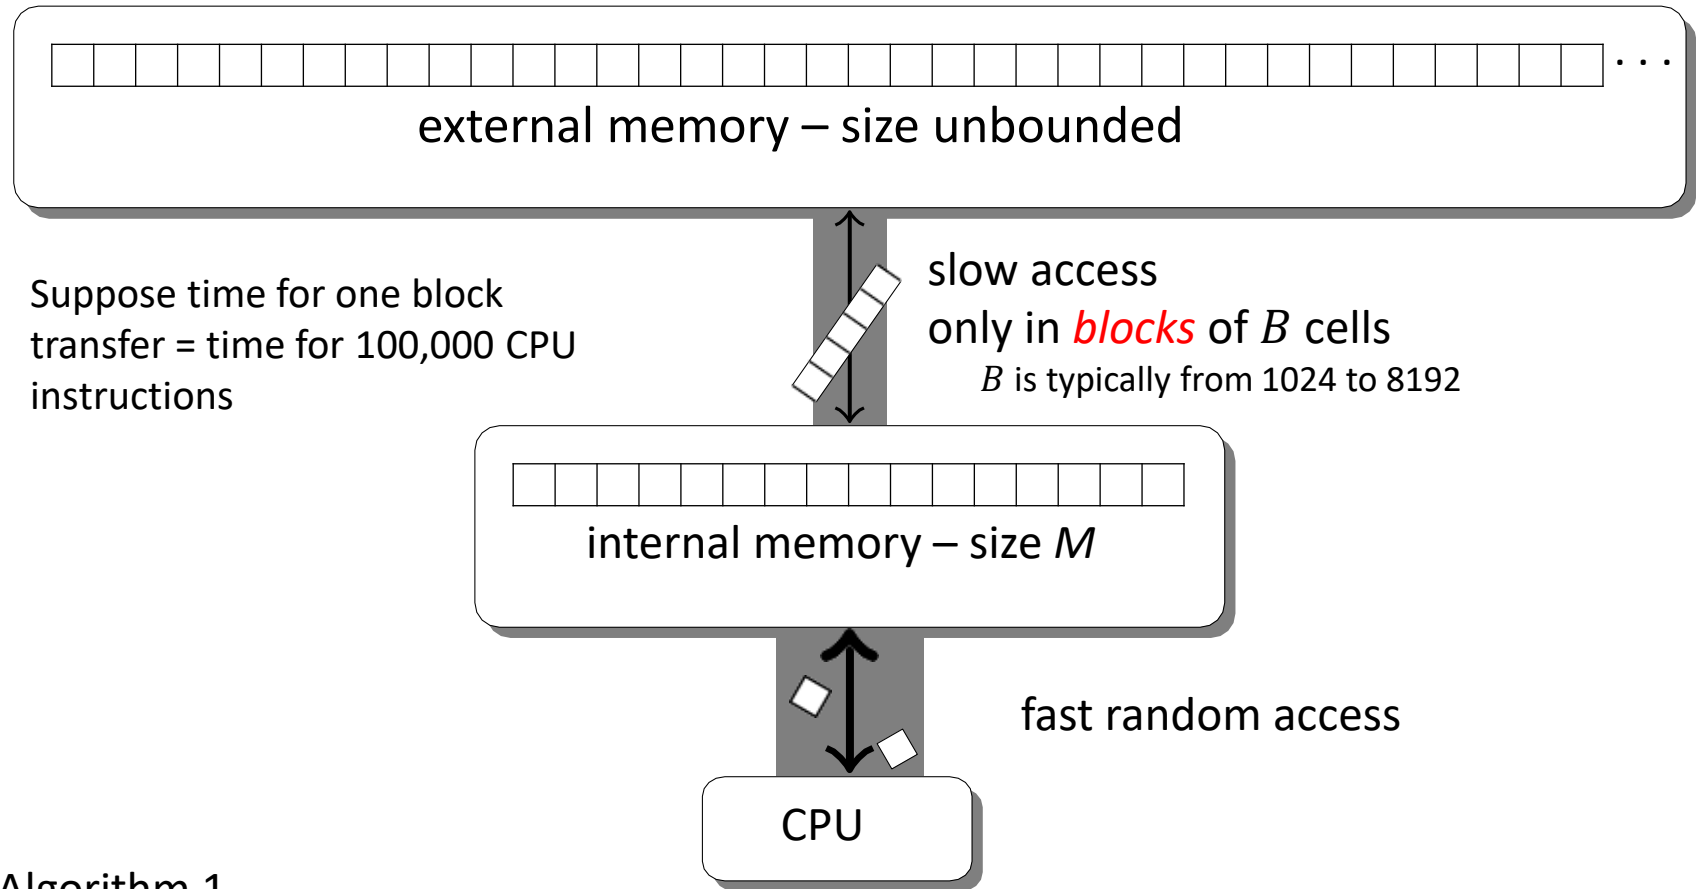 . . .
external memory – size unbounded
Suppose time for one block
transfer = time for 100,000 CPU
instructions
slow access
only in blocks of B cells
B is typically from 1024 to 8192
internal memory – size M
fast random access
CPU
Algorithm 1